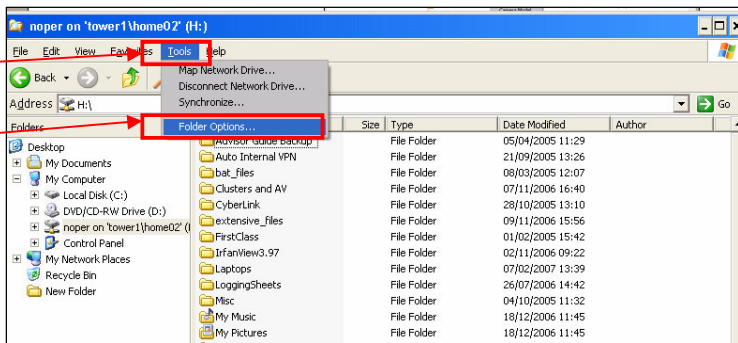 noper on 'tower1\home02' (H:)
File Edit View Favorites Tools Help
Back
Map Network Drive...
Disconnect Network Drive...
Synchronize...
Folder Options...
Address H:\ Go
Folders Size Type Date Modified Author
Desktop
My Documents
My Computer
Local Disk (C:)
DVD/CD-RW Drive (D:)
noper on 'tower1\home02' (
Control Panel
My Network Places
Recycle Bin
New Folder
Advisor Guide Backup File Folder 05/04/2005 11:29
Auto Internal VPN File Folder 21/09/2005 13:26
bat_files File Folder 08/03/2005 12:07
Clusters and AV File Folder 07/11/2006 16:40
CyberLink File Folder 28/10/2005 13:10
extensive_files File Folder 09/11/2006 15:56
FirstClass File Folder 01/02/2005 15:42
IrfanView3.97 File Folder 02/11/2006 09:22
Laptops File Folder 07/02/2007 13:39
LoggingSheets File Folder 26/07/2006 14:42
Misc File Folder 04/10/2005 11:32
My Music File Folder 18/12/2006 11:45
My Pictures File Folder 18/12/2006 11:45